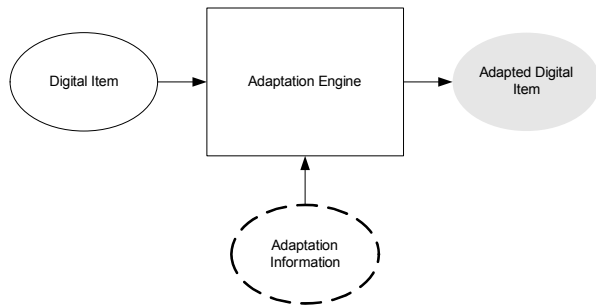 Digital Item
Adaptation Engine
Adapted Digital
Item
Adaptation
Information